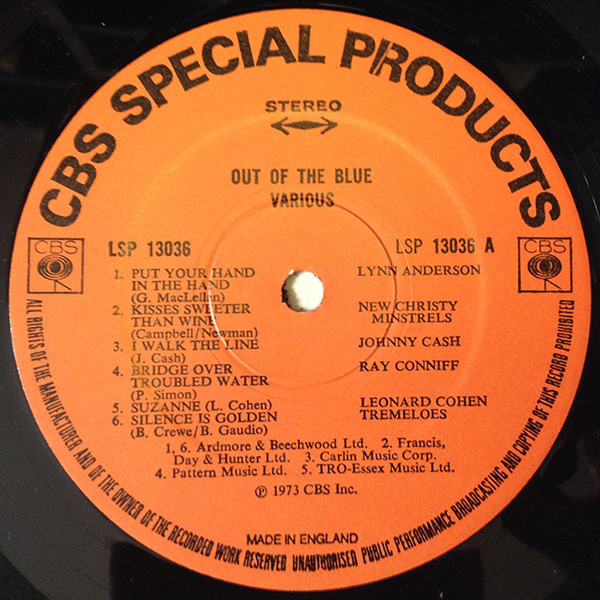 CBS SPECIAL PRODUCTS
STEREO
OUT OF THE BLUE
VARIOUS
LSP 13036 LSP 13036 A
CBS CBS
1. PUT YOUR HAND LYNN ANDERSON
IN THE HAND
(G. MacLellan)
2. KISSES SWEETER NEW CHRISTY
THAN WINE MINSTRELS
(Campbell/Newman)
3. I WALK THE LINE JOHNNY CASH
(J. Cash)
4. BRIDGE OVER RAY CONNIFF
TROUBLED WATER
(P. Simon)
5. SUZANNE (L. Cohen) LEONARD COHEN
6. SILENCE IS GOLDEN TREMELOES
(B. Crewe/B. Gaudio)
1, 6. Ardmore & Beechwood Ltd. 2. Francis,
Day & Hunter Ltd. 3. Carlin Music Corp.
4. Pattern Music Ltd. 5. TRO-Essex Music Ltd.
℗ 1973 CBS Inc.
MADE IN ENGLAND
ALL RIGHTS OF THE MANUFACTURER AND OF THE OWNER OF THE RECORDED WORK RESERVED UNAUTHORISED PUBLIC PERFORMANCE BROADCASTING AND COPYING OF THIS RECORD PROHIBITED